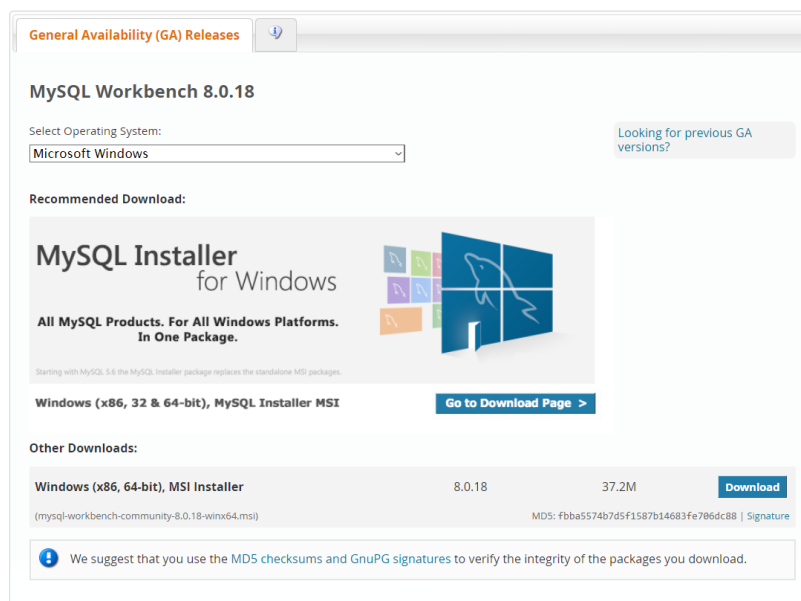 General Availability (GA) Releases
MySQL Workbench 8.0.18
Select Operating System:
Microsoft Windows
Looking for previous GA
versions?
Recommended Download:
MySQL Installer
for Windows
All MySQL Products. For All Windows Platforms.
In One Package.
Starting with MySQL 5.6 the MySQL Installer package replaces the standalone MSI packages.
Windows (x86, 32 & 64-bit), MySQL Installer MSI
Go to Download Page >
Other Downloads:
Windows (x86, 64-bit), MSI Installer 8.0.18 37.2M Download
(mysql-workbench-community-8.0.18-winx64.msi) MD5: fbba5574b7d5f1587b14683fe706dc88 | Signature
We suggest that you use the MD5 checksums and GnuPG signatures to verify the integrity of the packages you download.